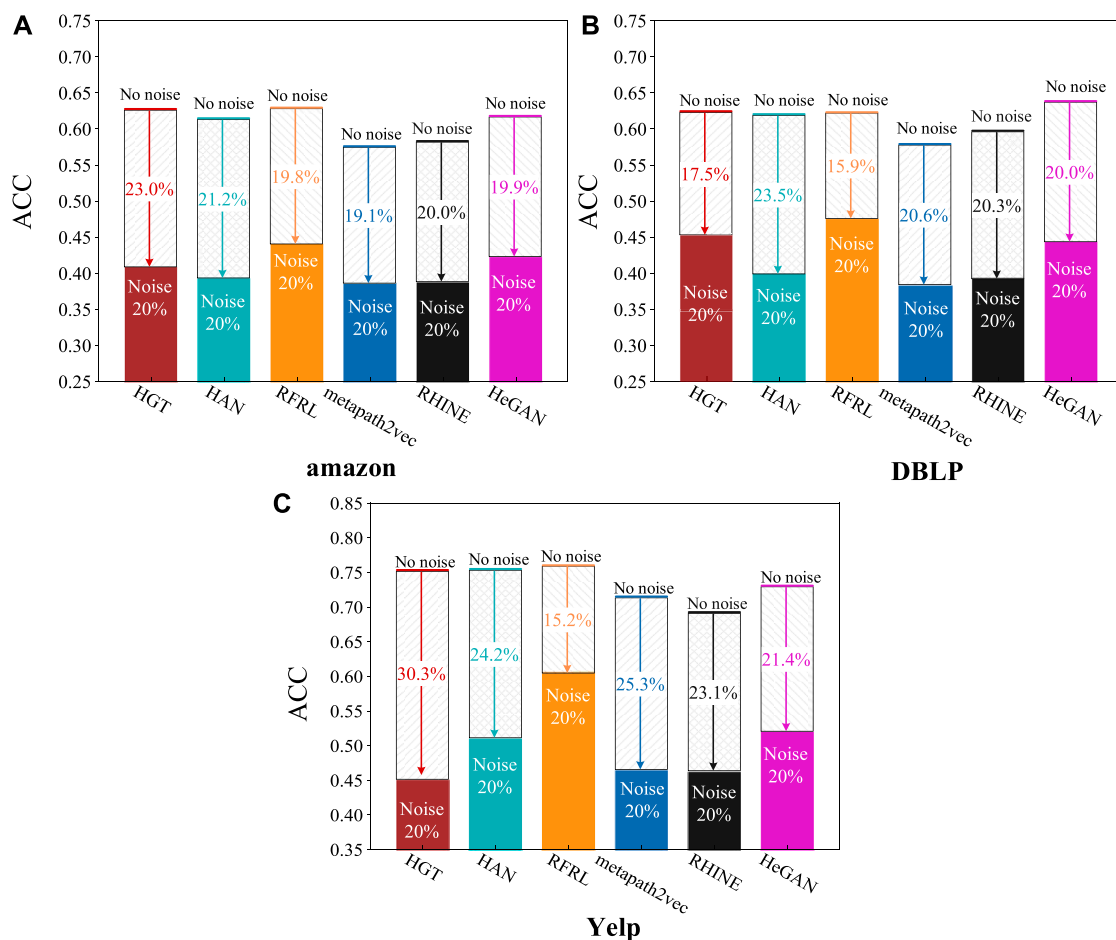 A
ACC
0.75
0.70
0.65
0.60
0.55
0.50
0.45
0.40
0.35
0.30
0.25
No noise
No noise
No noise
No noise
No noise
No noise
23.0%
21.2%
19.8%
19.1%
20.0%
19.9%
Noise
20%
Noise
20%
Noise
20%
Noise
20%
Noise
20%
Noise
20%
HGT
HAN
RFRL
metapath2vec
RHINE
HeGAN
amazon
B
ACC
0.75
0.70
0.65
0.60
0.55
0.50
0.45
0.40
0.35
0.30
0.25
No noise
No noise
No noise
No noise
No noise
No noise
17.5%
23.5%
15.9%
20.6%
20.3%
20.0%
Noise
20%
Noise
20%
Noise
20%
Noise
20%
Noise
20%
Noise
20%
HGT
HAN
RFRL
metapath2vec
RHINE
HeGAN
DBLP
C
ACC
0.85
0.80
0.75
0.70
0.65
0.60
0.55
0.50
0.45
0.40
0.35
No noise
No noise
No noise
No noise
No noise
No noise
30.3%
24.2%
15.2%
25.3%
23.1%
21.4%
Noise
20%
Noise
20%
Noise
20%
Noise
20%
Noise
20%
Noise
20%
HGT
HAN
RFRL
metapath2vec
RHINE
HeGAN
Yelp